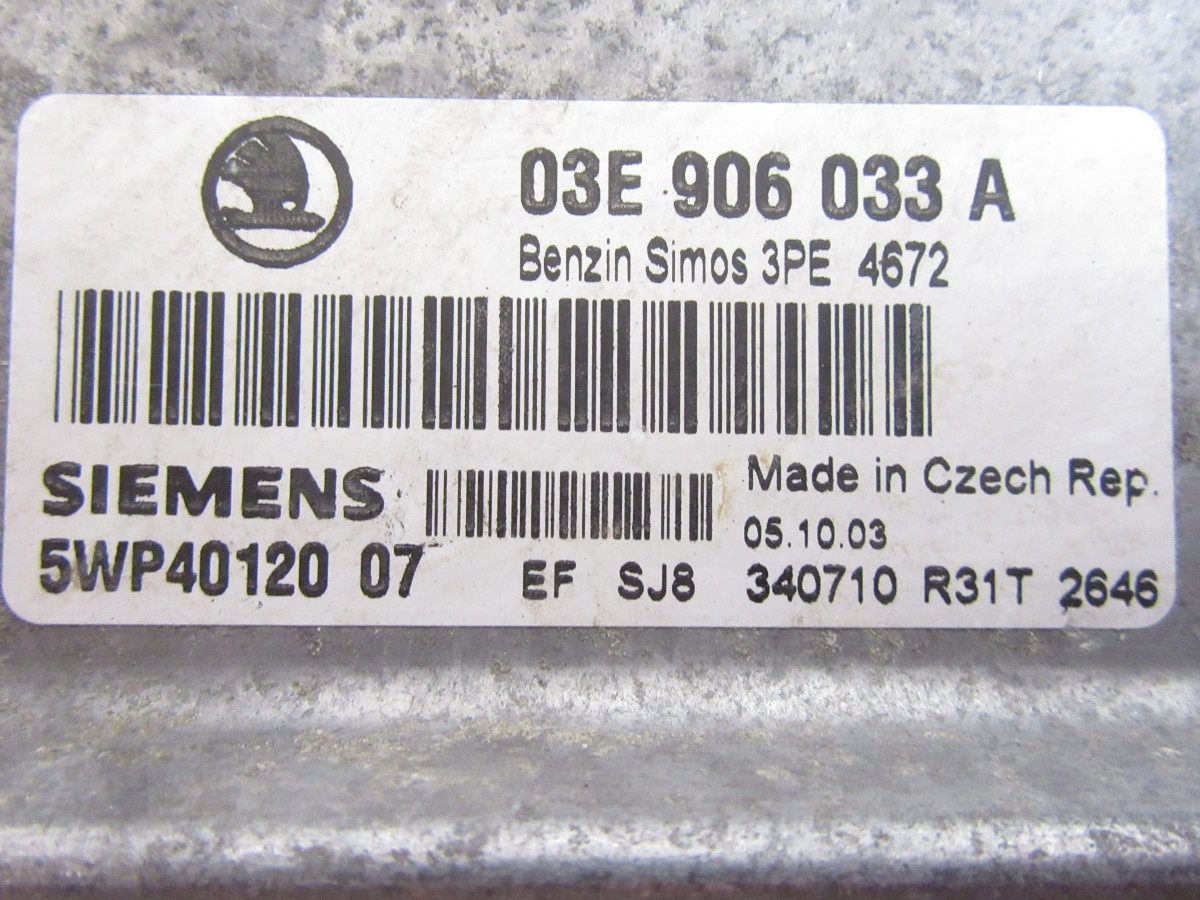 03E 906 033 A
Benzin Simos 3PE 4672
SIEMENS
Made in Czech Rep.
05.10.03
5WP40120 07
EF SJ8 340710 R31T 2646